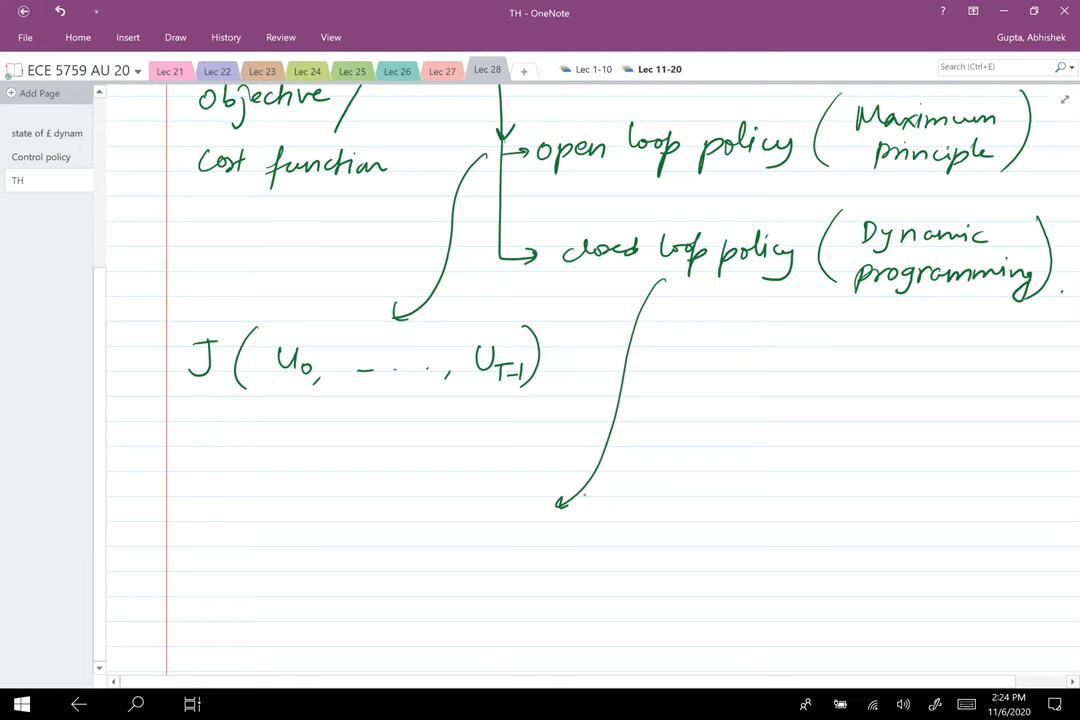 TH - OneNote
File Home Insert Draw History Review View
Gupta, Abhishek
ECE 5759 AU 20
Lec 21 Lec 22 Lec 23 Lec 24 Lec 25 Lec 26 Lec 27 Lec 28
Lec 1-10 Lec 11-20
Search (Ctrl+E)
Add Page
state of £ dynam
Control policy
TH
objective /
cost function
open loop policy ( Maximum principle )
closed loop policy ( Dynamic programming ) .
J ( U0, - . . . , UT-1 )
2:24 PM
11/6/2020